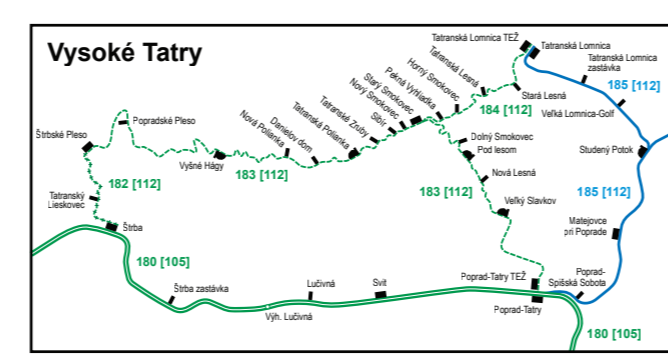 Vysoké Tatry
Tatranská Lomnica TEŽ
Tatranská Lomnica
Tatranská Lomnica
zastávka
185 [112]
Veľká Lomnica-Golf
Studený Potok
185 [112]
Matejovce
pri Poprade
Poprad-
Spišská Sobota
Stará Lesná
184 [112]
Tatranská Lesná
Horný Smokovec
Pekná Vyhliadka
Starý Smokovec
Nový Smokovec
Sibír
Tatranské Zruby
Tatranská Polianka
Danielov dom
Nová Polianka
183 [112]
Vyšné Hágy
Popradské Pleso
Štrbské Pleso
182 [112]
Tatranský
Lieskovec
Štrba
180 [105]
Štrba zastávka
Výh. Lučivná
Lučivná
Svit
Dolný Smokovec
Pod lesom
Nová Lesná
183 [112]
Veľký Slavkov
Poprad-Tatry TEŽ
Poprad-Tatry
180 [105]